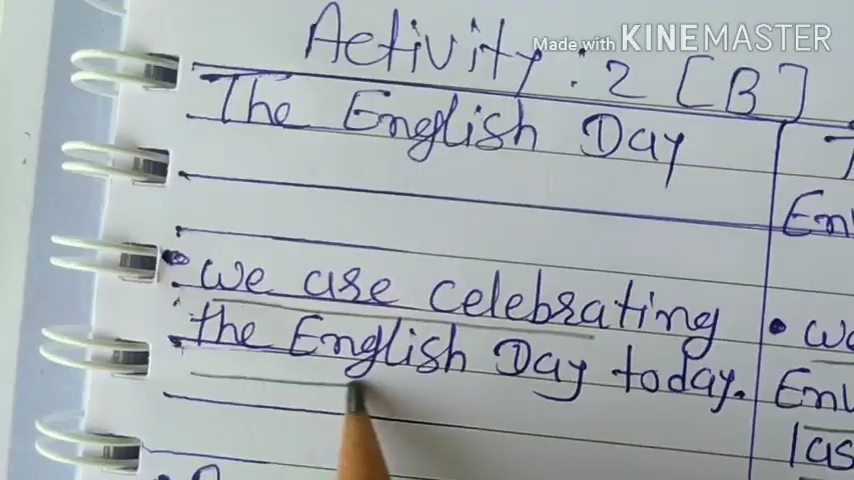 Made with KINEMASTER
Activity : 2 [B]
The English Day
• we are celebrating
the English Day today.
•